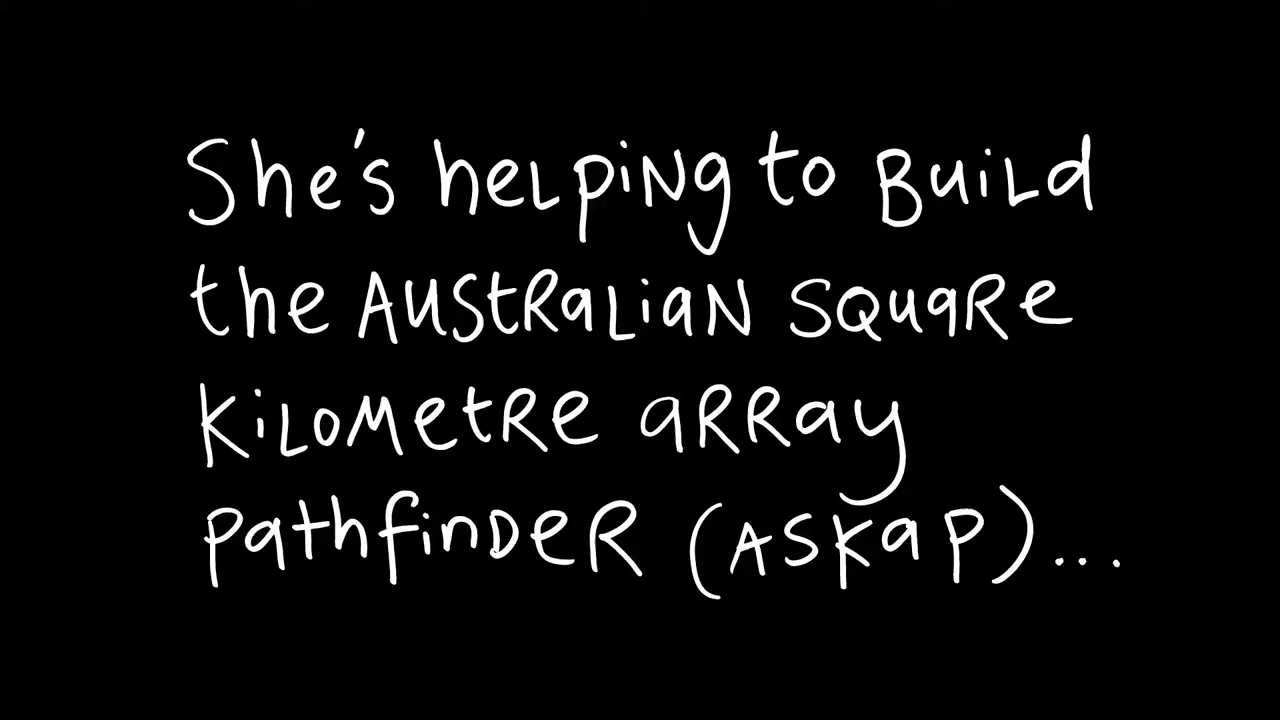 She's helping to Build
the Australian Square
Kilometre array
Pathfinder (ASKaP)...